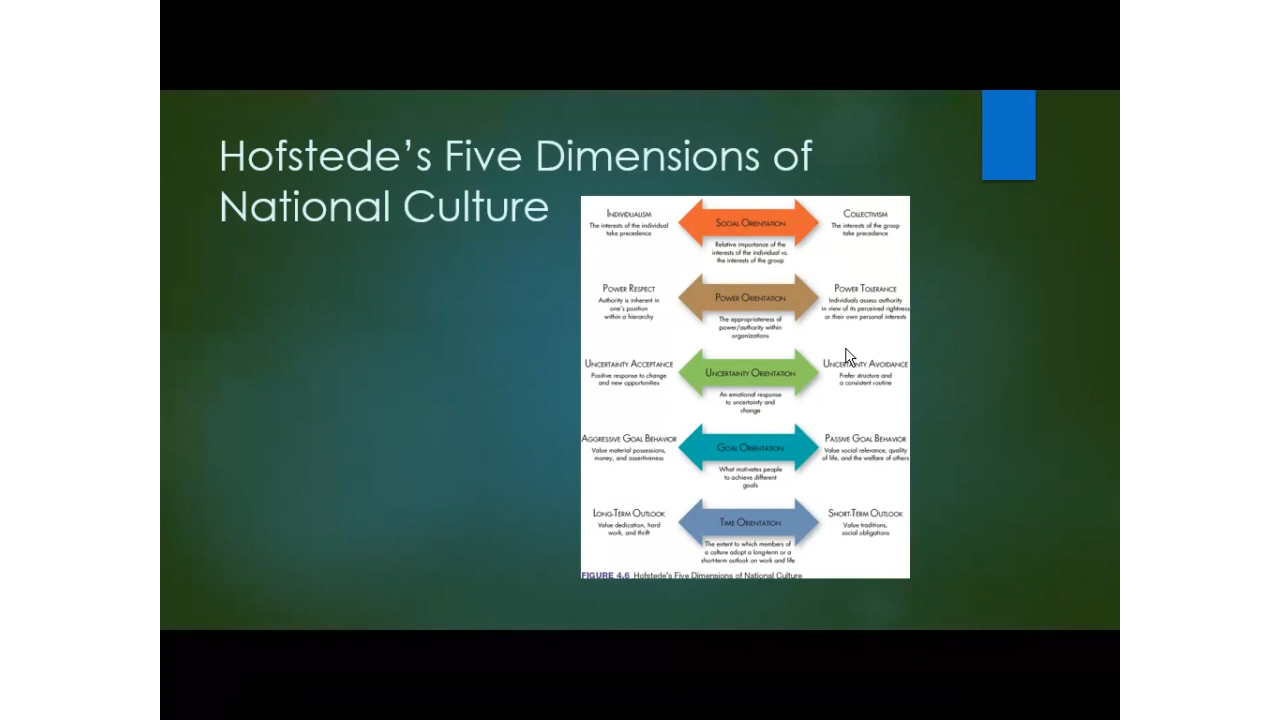 Hofstede’s Five Dimensions of
National Culture
INDIVIDUALISM
The interests of the individual
take precedence
SOCIAL ORIENTATION
Relative importance of the
interests of the individual vs.
the interests of the group
COLLECTIVISM
The interests of the group
take precedence
POWER RESPECT
Authority is inherent in
one's position
within a hierarchy
POWER ORIENTATION
The appropriateness of
power/authority within
organizations
POWER TOLERANCE
Individuals assess authority
in view of its perceived rightness
or their own personal interests
UNCERTAINTY ACCEPTANCE
Positive response to change
and new opportunities
UNCERTAINTY ORIENTATION
An emotional response
to uncertainty and
change
UNCERTAINTY AVOIDANCE
Prefer structure and
a consistent routine
AGGRESSIVE GOAL BEHAVIOR
Value material possessions,
money, and assertiveness
GOAL ORIENTATION
What motivates people
to achieve different
goals
PASSIVE GOAL BEHAVIOR
Value social relevance, quality
of life, and the welfare of others
LONG-TERM OUTLOOK
Value dedication, hard
work, and thrift
TIME ORIENTATION
The extent to which members of
a culture adopt a long-term or a
short-term outlook on work and life
SHORT-TERM OUTLOOK
Value traditions,
social obligations
FIGURE 4.6 Hofstede's Five Dimensions of National Culture